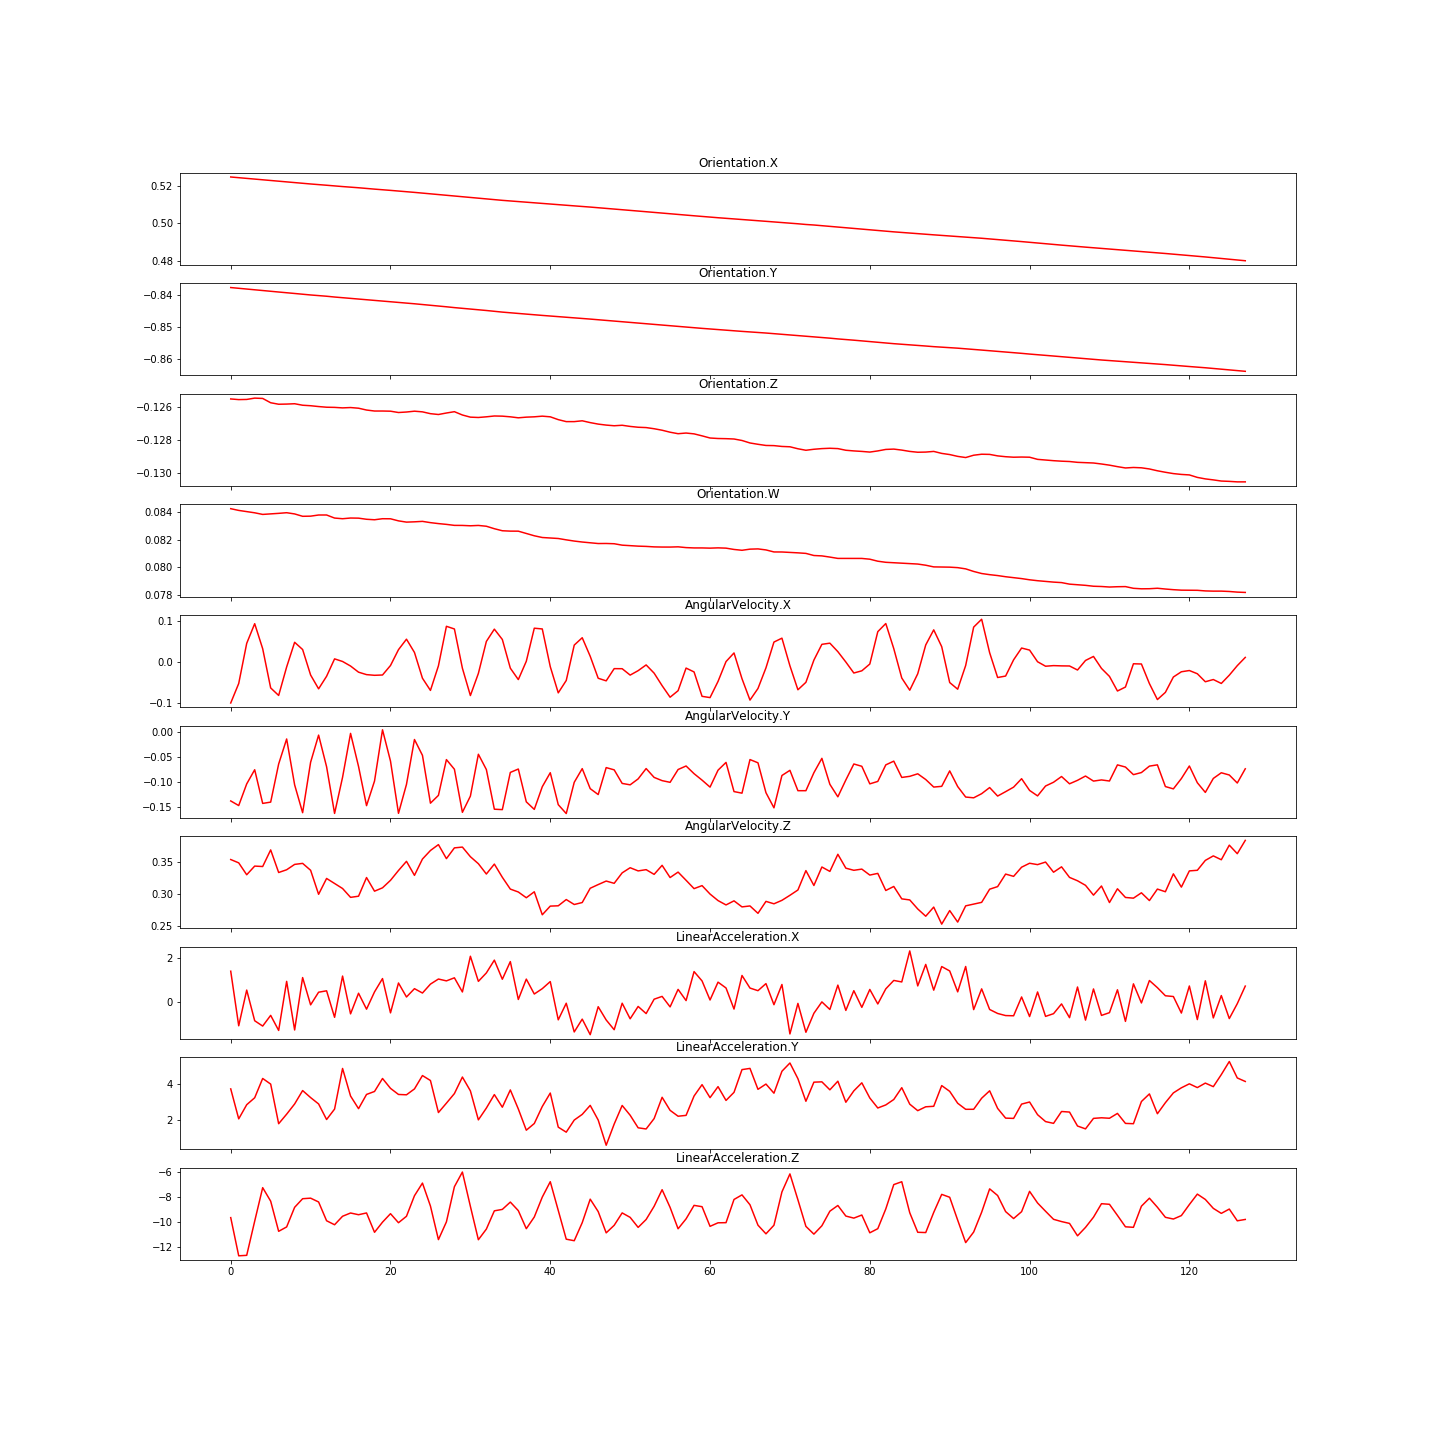 Orientation.X
0.52
0.50
0.48
Orientation.Y
−0.84
−0.85
−0.86
Orientation.Z
−0.126
−0.128
−0.130
Orientation.W
0.084
0.082
0.080
0.078
AngularVelocity.X
0.1
0.0
−0.1
AngularVelocity.Y
0.00
−0.05
−0.10
−0.15
AngularVelocity.Z
0.35
0.30
0.25
LinearAcceleration.X
2
0
LinearAcceleration.Y
4
2
LinearAcceleration.Z
−6
−8
−10
−12
0 20 40 60 80 100 120